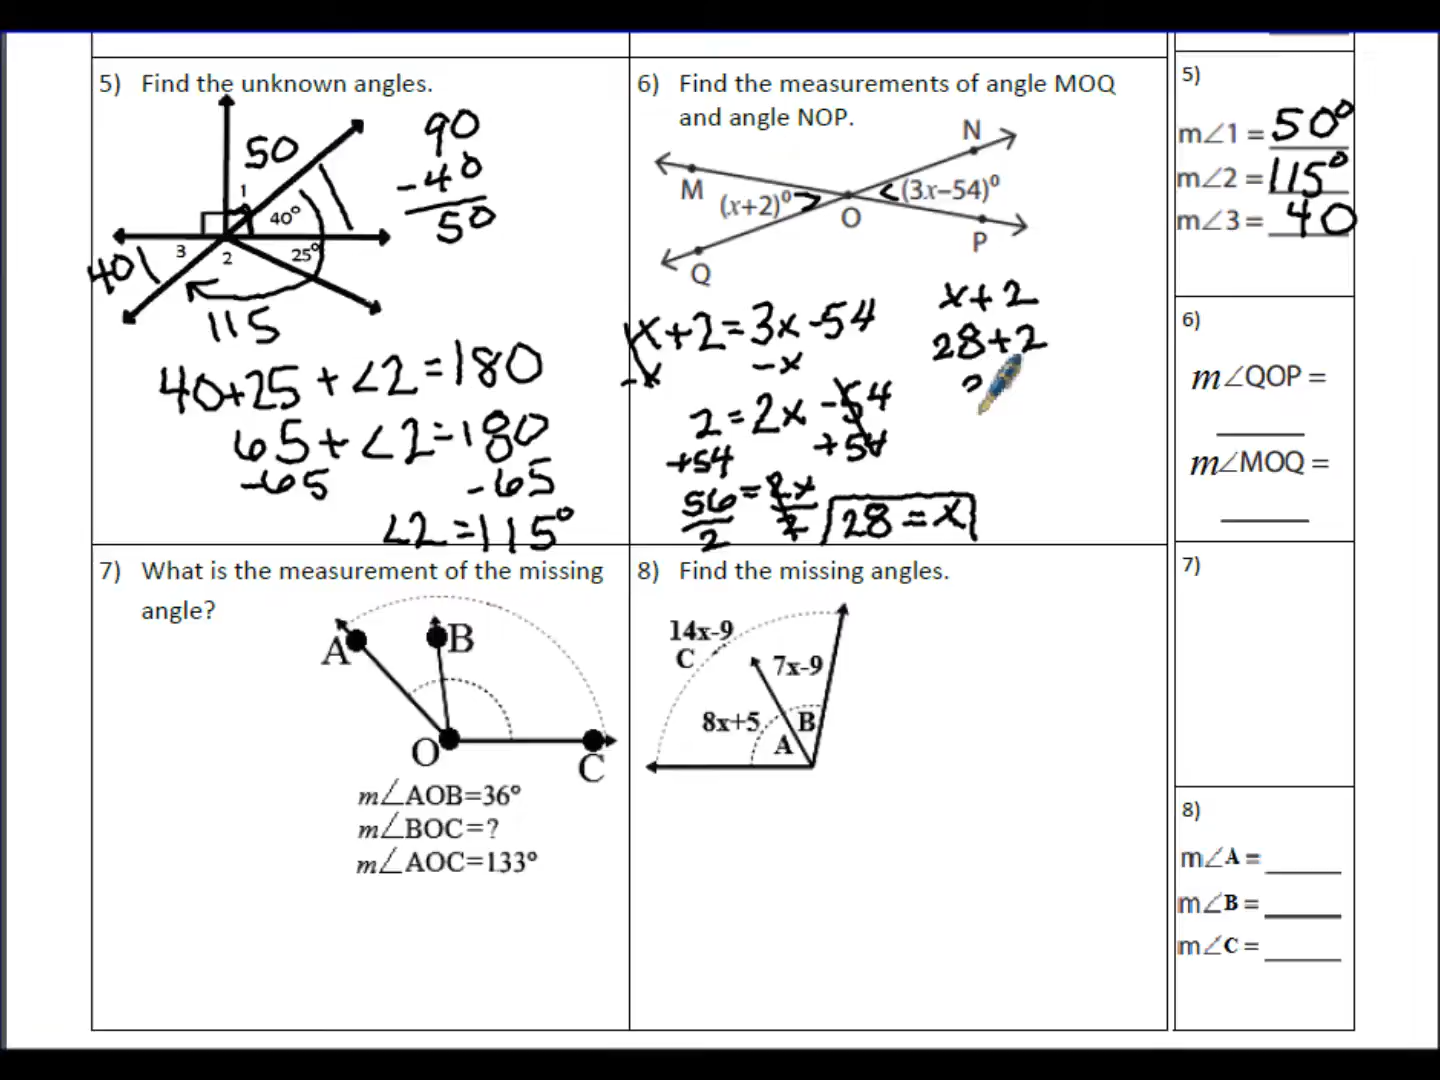 5) Find the unknown angles.
50
1
40°
3
2
25°
40
115
90
-40
50
40+25 + <2 = 180
65 + <2 = 180
-65 -65
<2 = 115°
6) Find the measurements of angle MOQ
and angle NOP.
N
M
(x+2)⁰
(3x–54)⁰
O
P
Q
x+2 = 3x-54
-x -x
2 = 2x -54
+54 +54
56 = 2x
2 2
28 = x
x+2
28+2
7) What is the measurement of the missing
angle?
A
B
O
C
m∠AOB=36°
m∠BOC=?
m∠AOC=133°
8) Find the missing angles.
14x-9
C
7x-9
8x+5
B
A
5)
m∠1 = 50°
m∠2 = 115°
m∠3 = 40
6)
m∠QOP =
m∠MOQ =
7)
8)
m∠A =
m∠B =
m∠C =